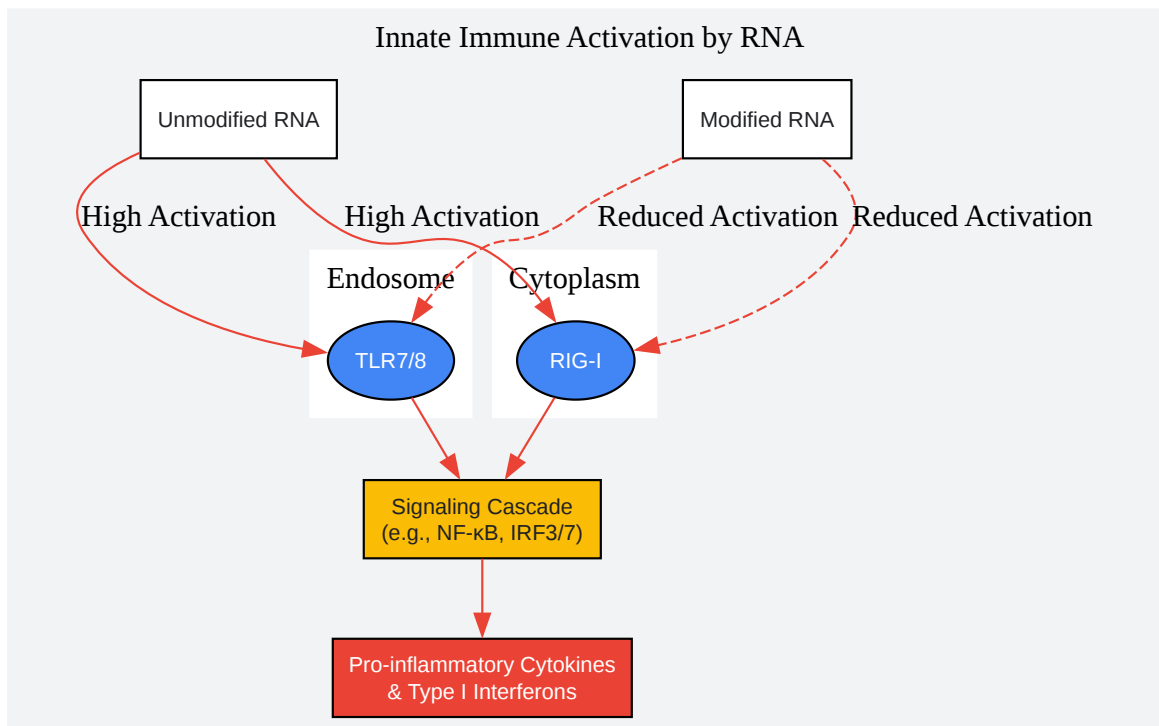 Innate Immune Activation by RNA
Unmodified RNA
Modified RNA
High Activation
High Activation
Reduced Activation
Reduced Activation
Endosome
Cytoplasm
TLR7/8
RIG-I
Signaling Cascade
(e.g., NF-κB, IRF3/7)
Pro-inflammatory Cytokines
& Type I Interferons